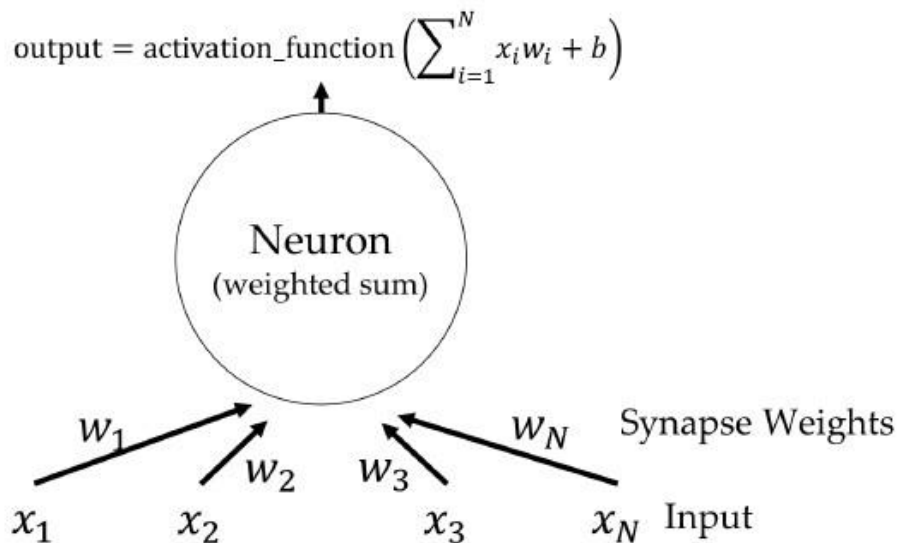 output = activation_function(∑_{i=1}^{N} x_i w_i + b)
Neuron
(weighted sum)
w_1 w_2 w_3 w_N Synapse Weights
x_1 x_2 x_3 x_N Input